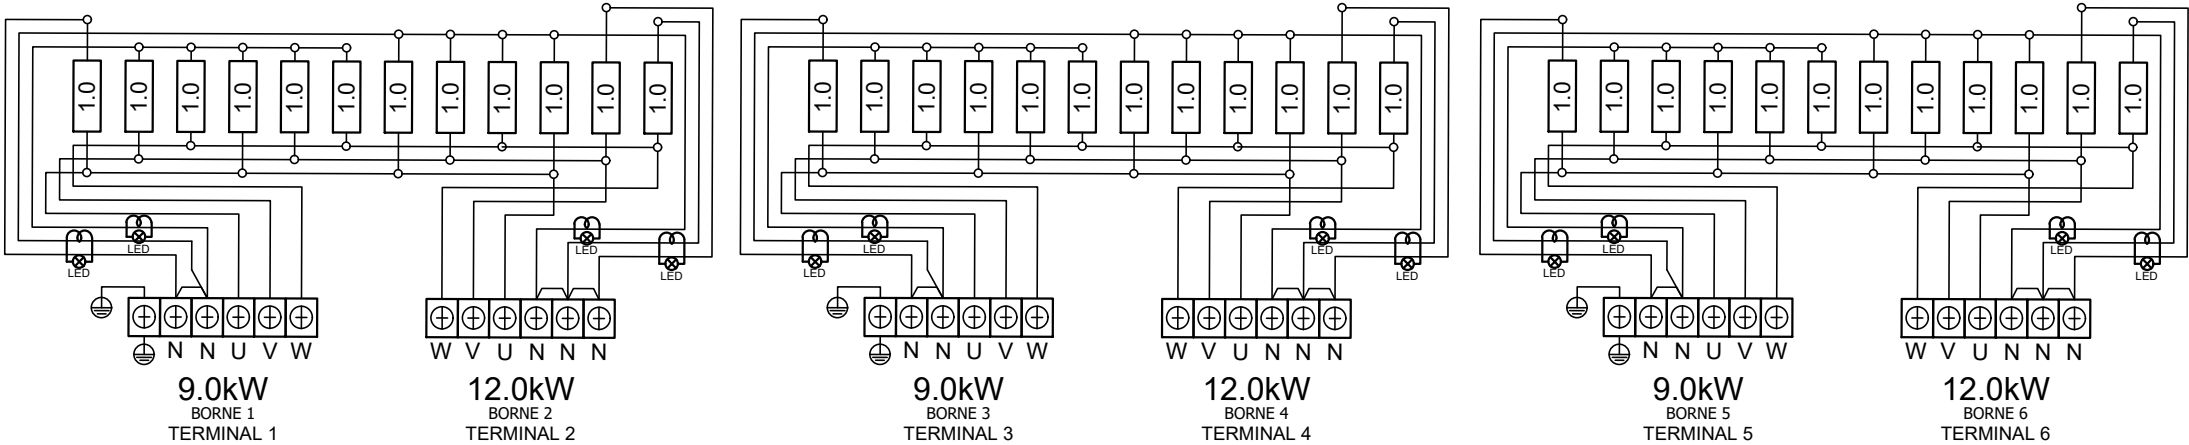 1.0 1.0 1.0 1.0 1.0 1.0 1.0 1.0 1.0 1.0 1.0 1.0
1.0 1.0 1.0 1.0 1.0 1.0 1.0 1.0 1.0 1.0 1.0 1.0
1.0 1.0 1.0 1.0 1.0 1.0 1.0 1.0 1.0 1.0 1.0 1.0
LED
LED
LED
LED
LED
LED
LED
LED
LED
LED
LED
LED
N N U V W
W V U N N N
N N U V W
W V U N N N
N N U V W
W V U N N N
9.0kW
BORNE 1
TERMINAL 1
12.0kW
BORNE 2
TERMINAL 2
9.0kW
BORNE 3
TERMINAL 3
12.0kW
BORNE 4
TERMINAL 4
9.0kW
BORNE 5
TERMINAL 5
12.0kW
BORNE 6
TERMINAL 6